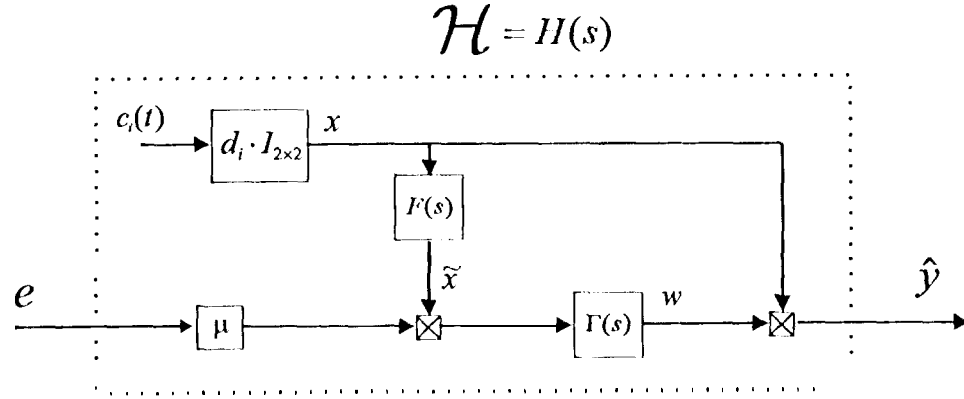 ℋ = H(s)
c_i(t)
d_i · I_{2×2}
x
F(s)
x̃
e
μ
Γ(s)
w
ŷ